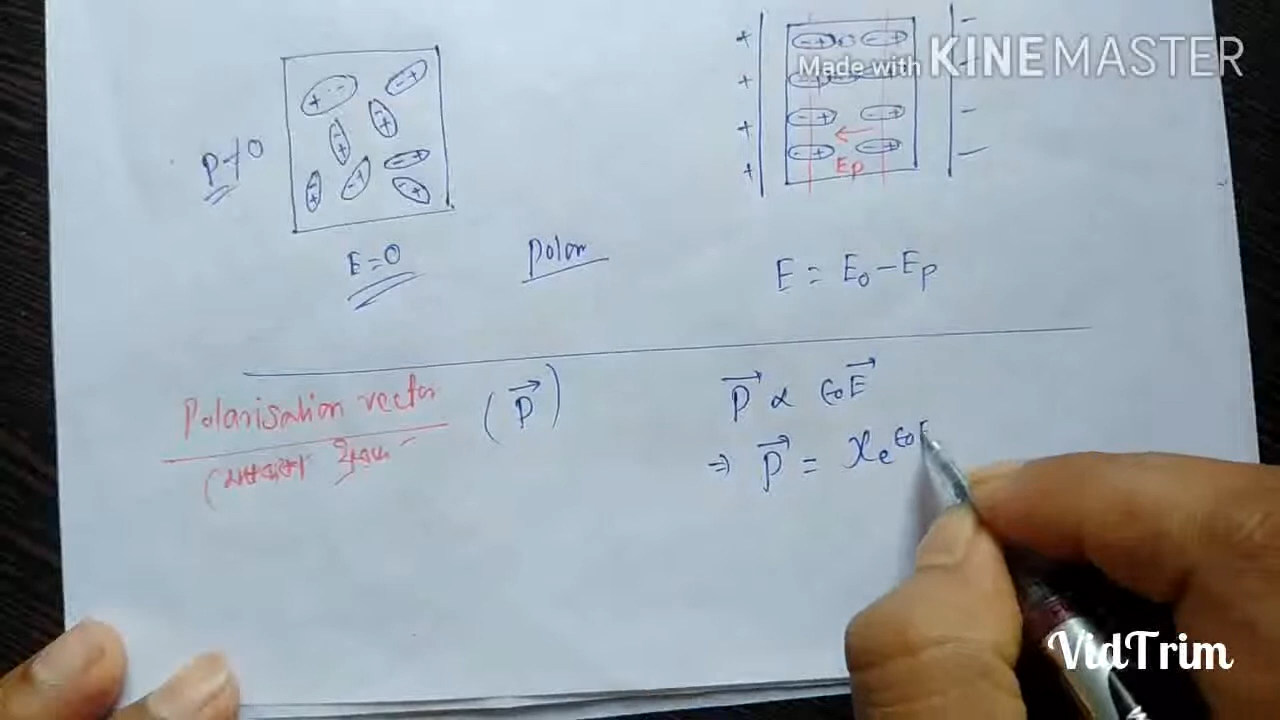 Made with KINEMASTER
P ≠ 0
E = 0
Polar
E = E₀ - Eₚ
Eₚ
Polarisation vector (P⃗)
P⃗ ∝ ε₀E⃗
⇒ P⃗ = χₑ ε₀E
VidTrim